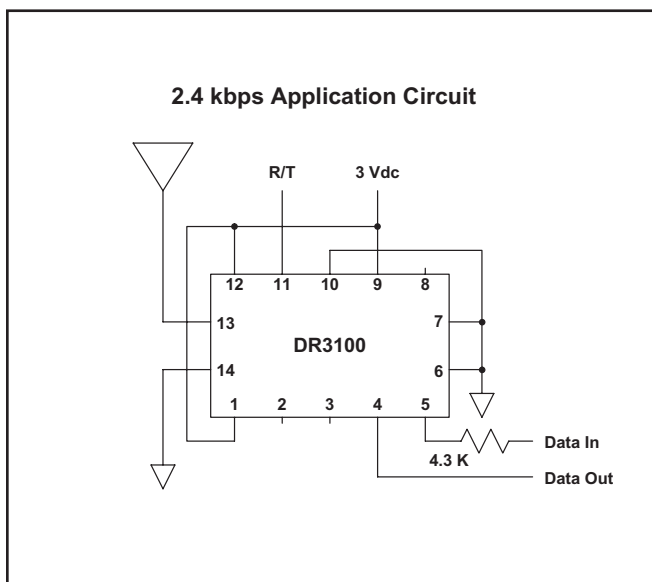 2.4 kbps Application Circuit
R/T 3 Vdc
12 11 10 9 8
13 7
DR3100
14 6
1 2 3 4 5
4.3 K Data In
Data Out